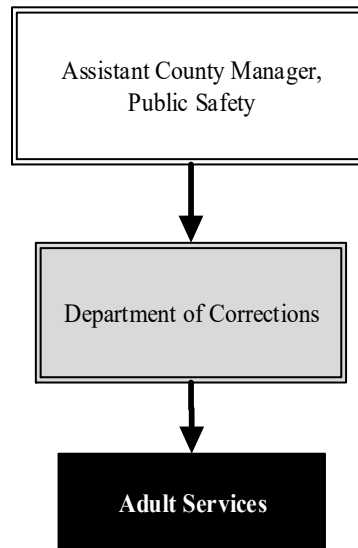 Assistant County Manager,
Public Safety
Department of Corrections
Adult Services